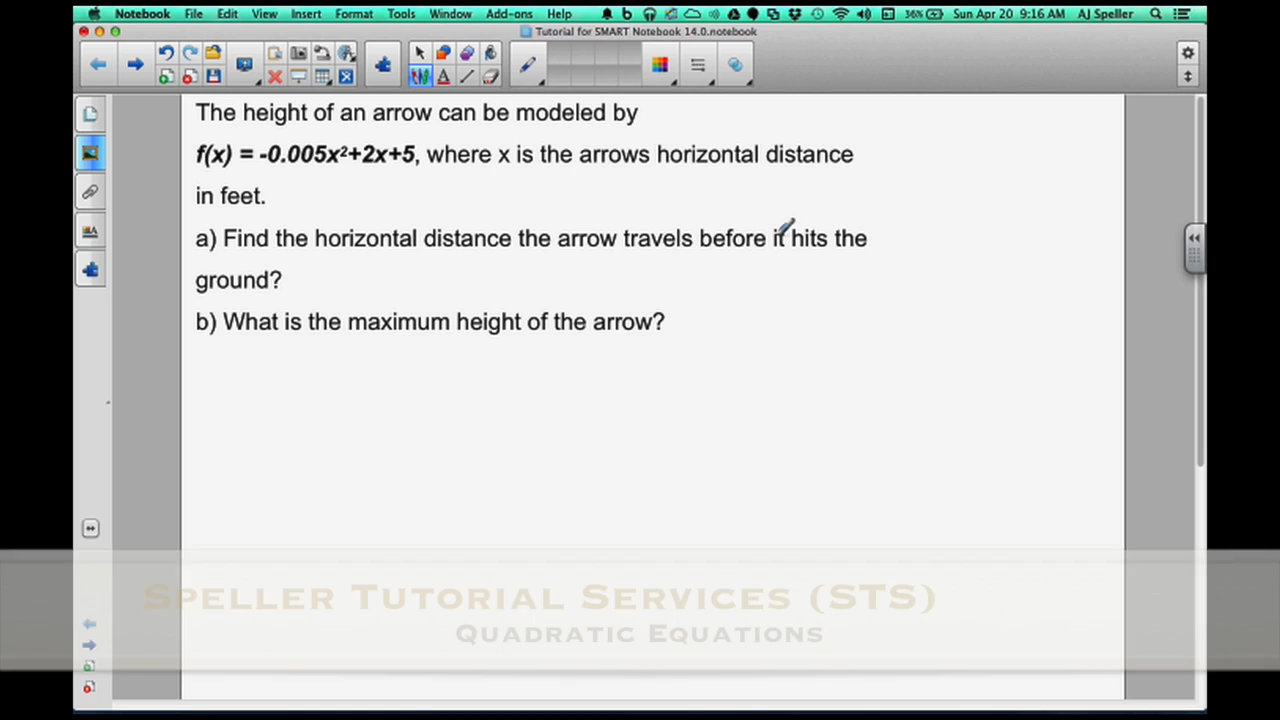 Notebook File Edit View Insert Format Tools Window Add-ons Help 36% Sun Apr 20 9:16 AM AJ Speller
Tutorial for SMART Notebook 14.0.notebook
The height of an arrow can be modeled by
f(x) = -0.005x²+2x+5, where x is the arrows horizontal distance
in feet.
a) Find the horizontal distance the arrow travels before it hits the
ground?
b) What is the maximum height of the arrow?
Speller Tutorial Services (STS)
Quadratic Equations